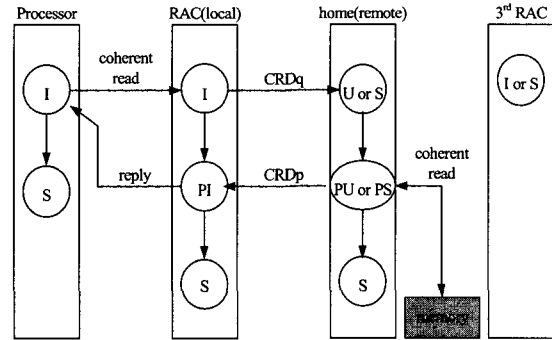 Processor
RAC(local)
home(remote)
3rd RAC
coherent
read
CRDq
I
I
U or S
I or S
coherent
read
reply
CRDp
S
PI
PU or PS
S
S